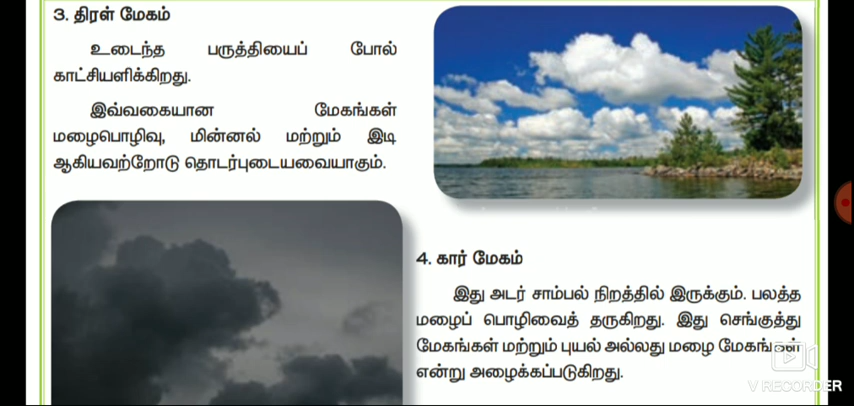 3. திரள் மேகம்
உடைந்த பருத்தியைப் போல்
காட்சியளிக்கிறது.
இவ்வகையான மேகங்கள்
மழைபொழிவு, மின்னல் மற்றும் இடி
ஆகியவற்றோடு தொடர்புடையவையாகும்.
4. கார் மேகம்
இது அடர் சாம்பல் நிறத்தில் இருக்கும். பலத்த
மழைப் பொழிவைத் தருகிறது. இது செங்குத்து
மேகங்கள் மற்றும் புயல் அல்லது மழை மேகங்கள்
என்று அழைக்கப்படுகிறது.
V RECORDER